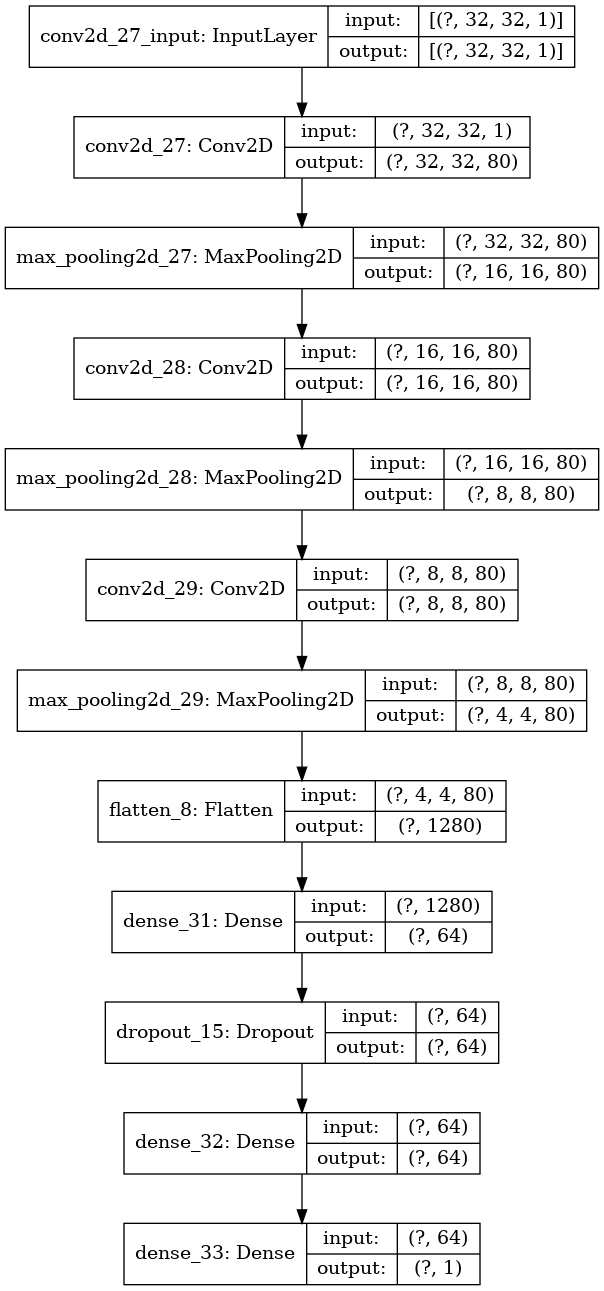 conv2d_27_input: InputLayer
input: [(?, 32, 32, 1)]
output: [(?, 32, 32, 1)]
conv2d_27: Conv2D
input: (?, 32, 32, 1)
output: (?, 32, 32, 80)
max_pooling2d_27: MaxPooling2D
input: (?, 32, 32, 80)
output: (?, 16, 16, 80)
conv2d_28: Conv2D
input: (?, 16, 16, 80)
output: (?, 16, 16, 80)
max_pooling2d_28: MaxPooling2D
input: (?, 16, 16, 80)
output: (?, 8, 8, 80)
conv2d_29: Conv2D
input: (?, 8, 8, 80)
output: (?, 8, 8, 80)
max_pooling2d_29: MaxPooling2D
input: (?, 8, 8, 80)
output: (?, 4, 4, 80)
flatten_8: Flatten
input: (?, 4, 4, 80)
output: (?, 1280)
dense_31: Dense
input: (?, 1280)
output: (?, 64)
dropout_15: Dropout
input: (?, 64)
output: (?, 64)
dense_32: Dense
input: (?, 64)
output: (?, 64)
dense_33: Dense
input: (?, 64)
output: (?, 1)